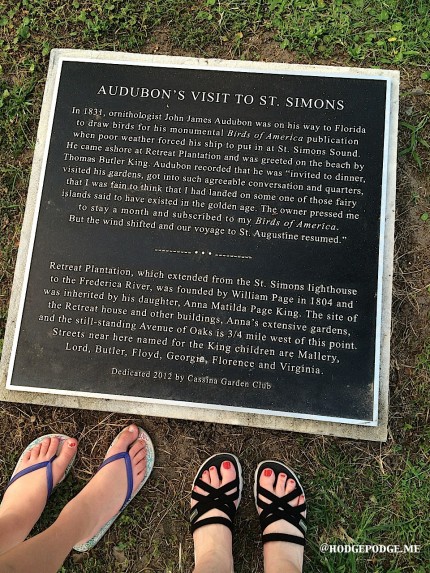 AUDUBON'S VISIT TO ST. SIMONS
In 1831, ornithologist John James Audubon was on his way to Florida
to draw birds for his monumental Birds of America publication
when poor weather forced his ship to put in at St. Simons Sound.
He came ashore at Retreat Plantation and was greeted on the beach by
Thomas Butler King. Audubon recorded that he was "invited to dinner,
visited his gardens, got into such agreeable conversation and quarters,
that I was fain to think that I had landed on some one of those fairy
islands said to have existed in the golden age. The owner pressed me
to stay a month and subscribed to my Birds of America.
But the wind shifted and our voyage to St. Augustine resumed."
Retreat Plantation, which extended from the St. Simons lighthouse
to the Frederica River, was founded by William Page in 1804 and
was inherited by his daughter, Anna Matilda Page King. The site of
the Retreat house and other buildings, Anna's extensive gardens,
and the still-standing Avenue of Oaks is 3/4 mile west of this point.
Streets near here named for the King children are Mallery,
Lord, Butler, Floyd, Georgia, Florence and Virginia.
Dedicated 2012 by Cassina Garden Club
@HODGEPODGE.ME